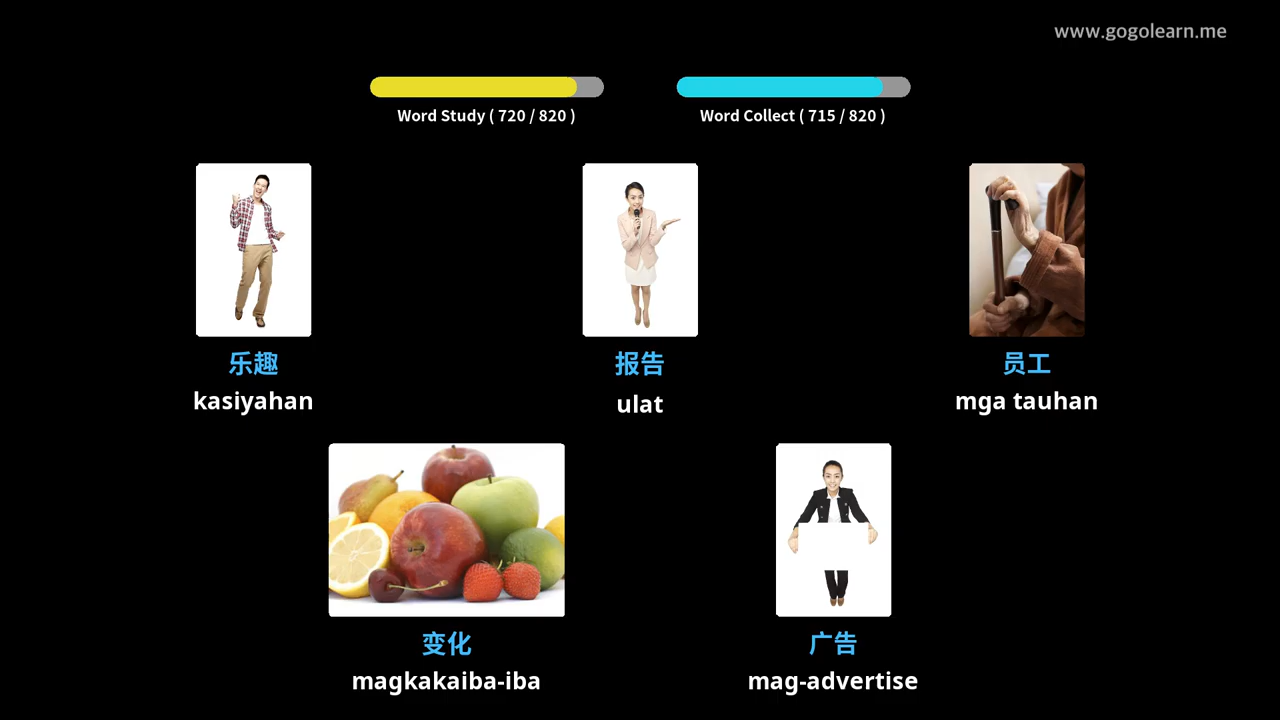 www.gogolearn.me
Word Study ( 720 / 820 )
Word Collect ( 715 / 820 )
乐趣
kasiyahan
报告
ulat
员工
mga tauhan
变化
magkakaiba-iba
广告
mag-advertise